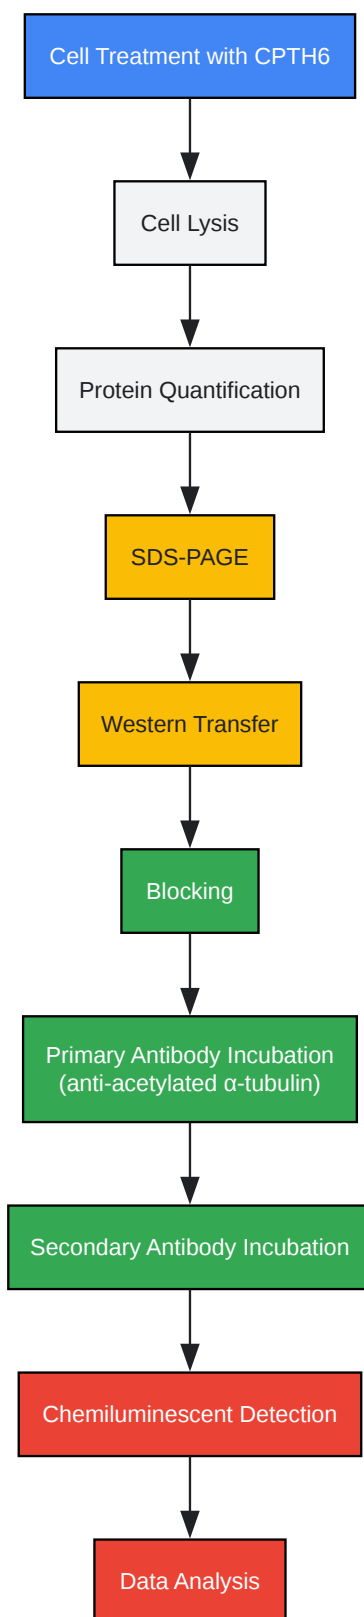 Cell Treatment with CPTH6
Cell Lysis
Protein Quantification
SDS-PAGE
Western Transfer
Blocking
Primary Antibody Incubation
(anti-acetylated α-tubulin)
Secondary Antibody Incubation
Chemiluminescent Detection
Data Analysis